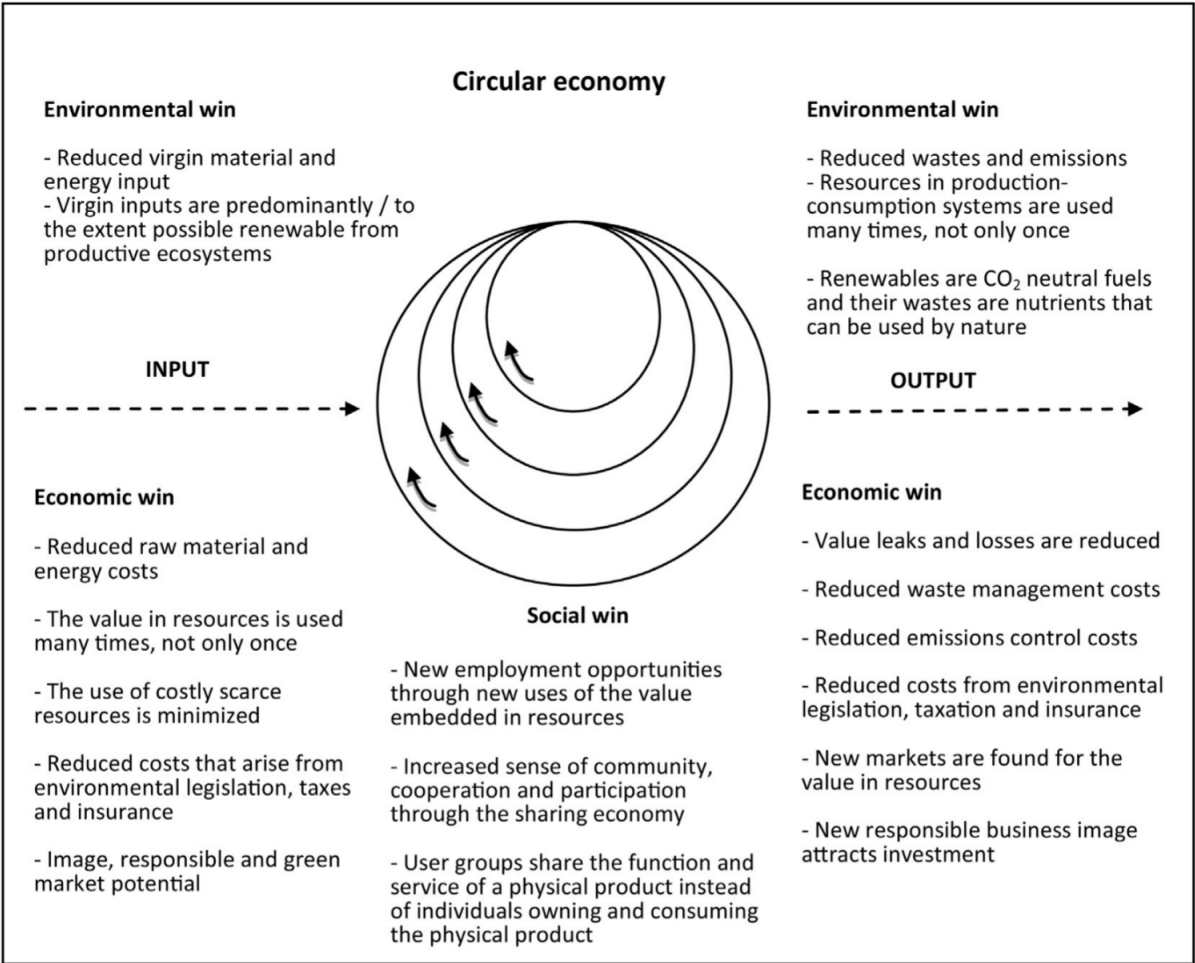 Circular economy
Environmental win
- Reduced virgin material and
energy input
- Virgin inputs are predominantly / to
the extent possible renewable from
productive ecosystems
INPUT
Economic win
- Reduced raw material and
energy costs
- The value in resources is used
many times, not only once
- The use of costly scarce
resources is minimized
- Reduced costs that arise from
environmental legislation, taxes
and insurance
- Image, responsible and green
market potential
Social win
- New employment opportunities
through new uses of the value
embedded in resources
- Increased sense of community,
cooperation and participation
through the sharing economy
- User groups share the function and
service of a physical product instead
of individuals owning and consuming
the physical product
Environmental win
- Reduced wastes and emissions
- Resources in production-
consumption systems are used
many times, not only once
- Renewables are CO₂ neutral fuels
and their wastes are nutrients that
can be used by nature
OUTPUT
Economic win
- Value leaks and losses are reduced
- Reduced waste management costs
- Reduced emissions control costs
- Reduced costs from environmental
legislation, taxation and insurance
- New markets are found for the
value in resources
- New responsible business image
attracts investment